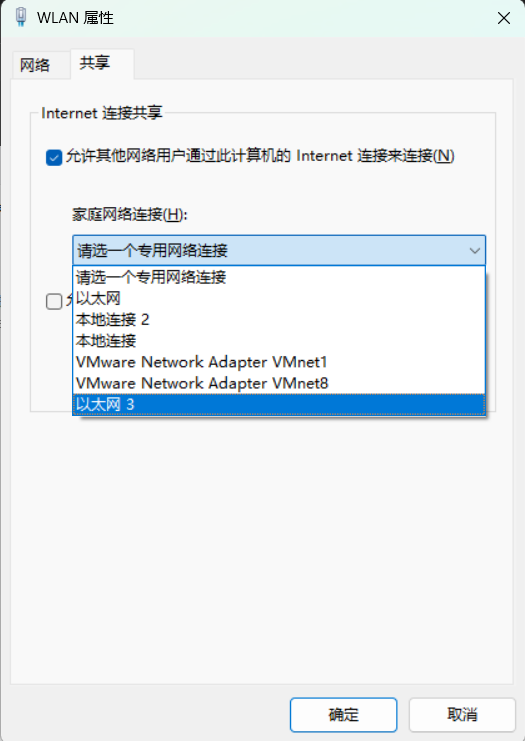 WLAN 属性
网络
共享
Internet 连接共享
允许其他网络用户通过此计算机的 Internet 连接来连接(N)
家庭网络连接(H):
请选一个专用网络连接
请选一个专用网络连接
以太网
本地连接 2
本地连接
VMware Network Adapter VMnet1
VMware Network Adapter VMnet8
以太网 3
确定
取消